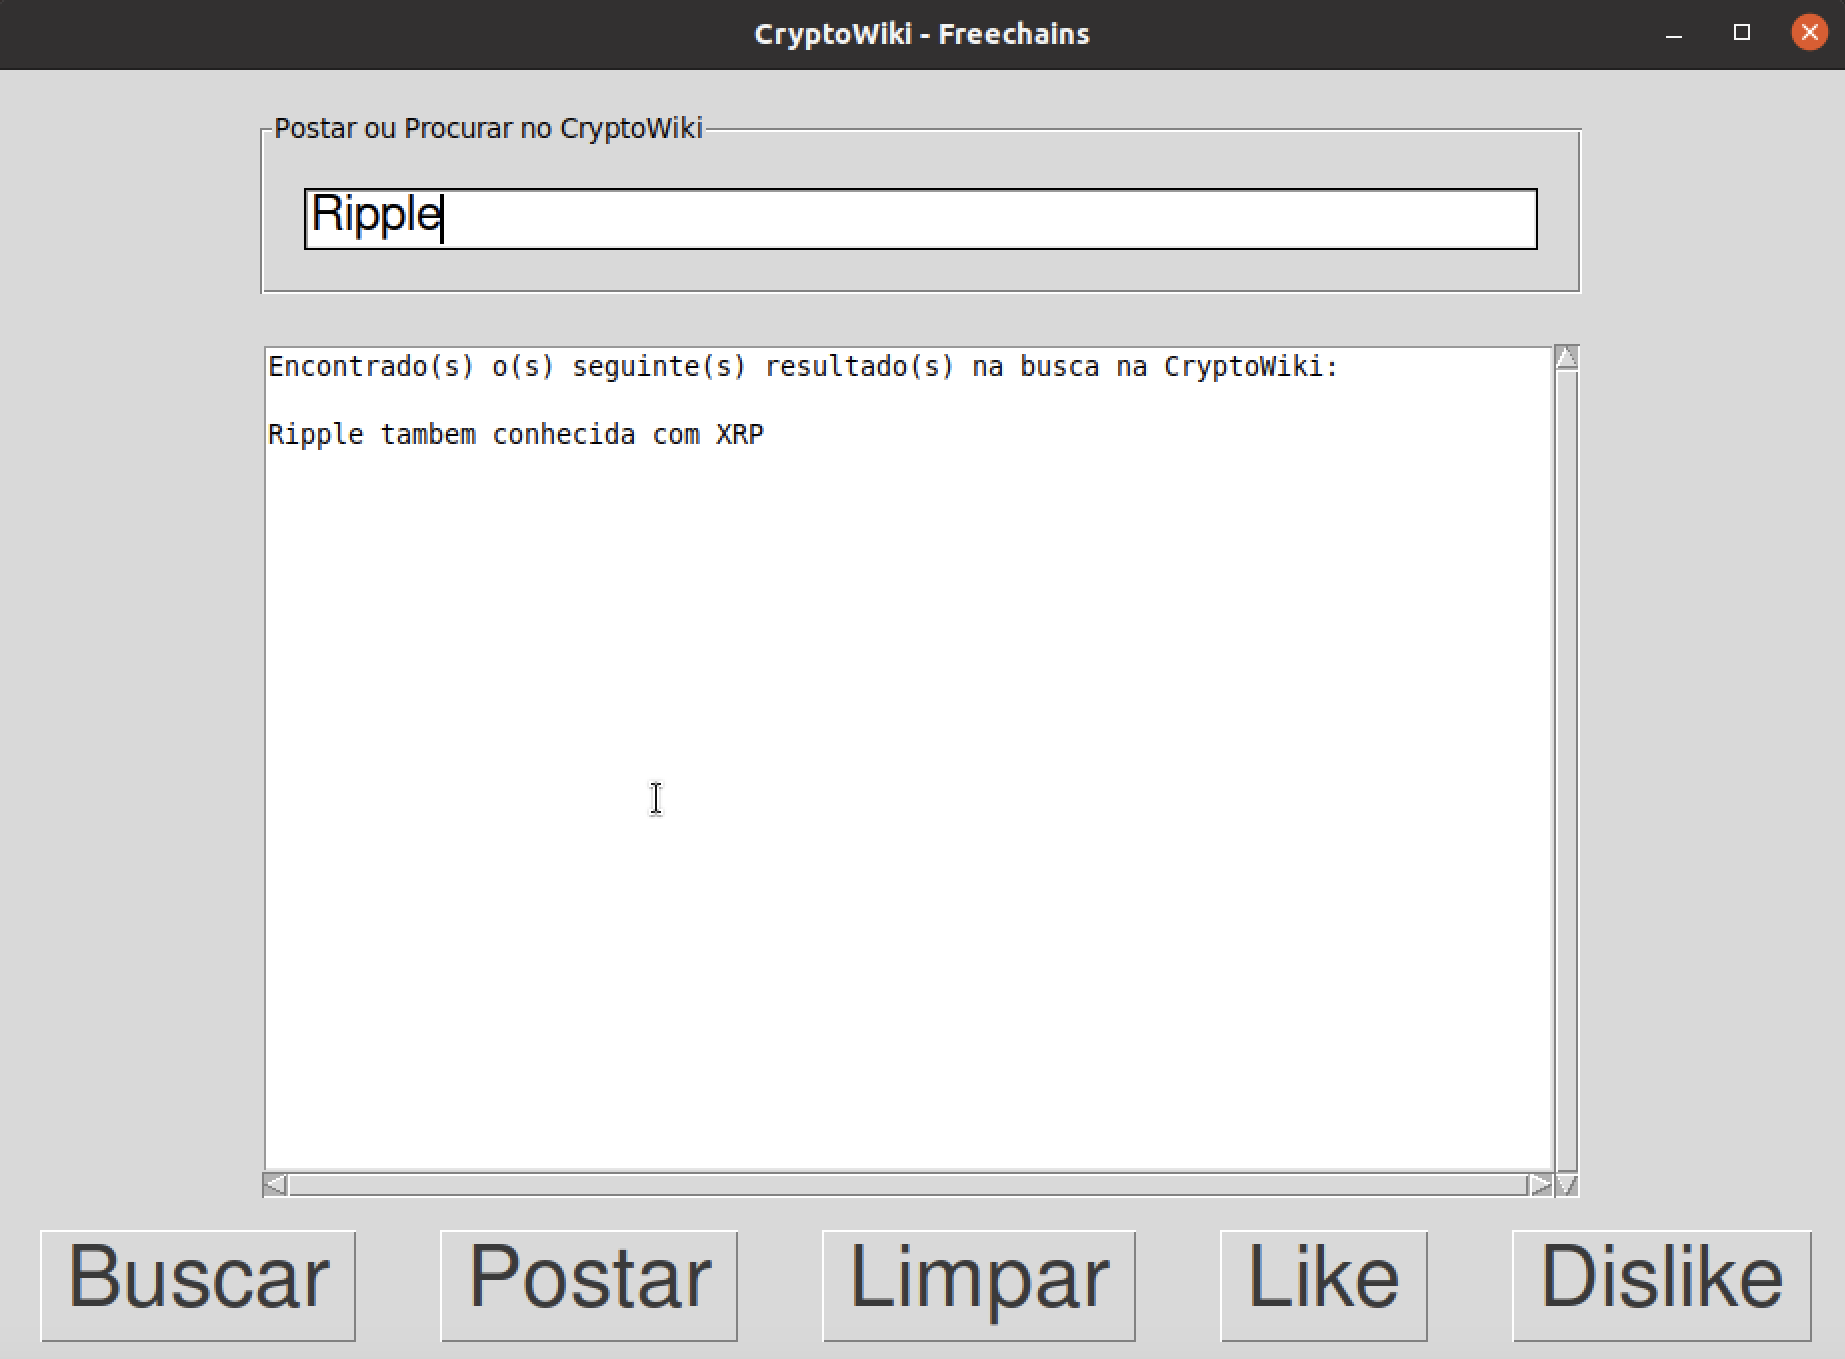 CryptoWiki - Freechains
Postar ou Procurar no CryptoWiki
Ripple
Encontrado(s) o(s) seguinte(s) resultado(s) na busca na CryptoWiki:
Ripple tambem conhecida com XRP
Buscar Postar Limpar Like Dislike